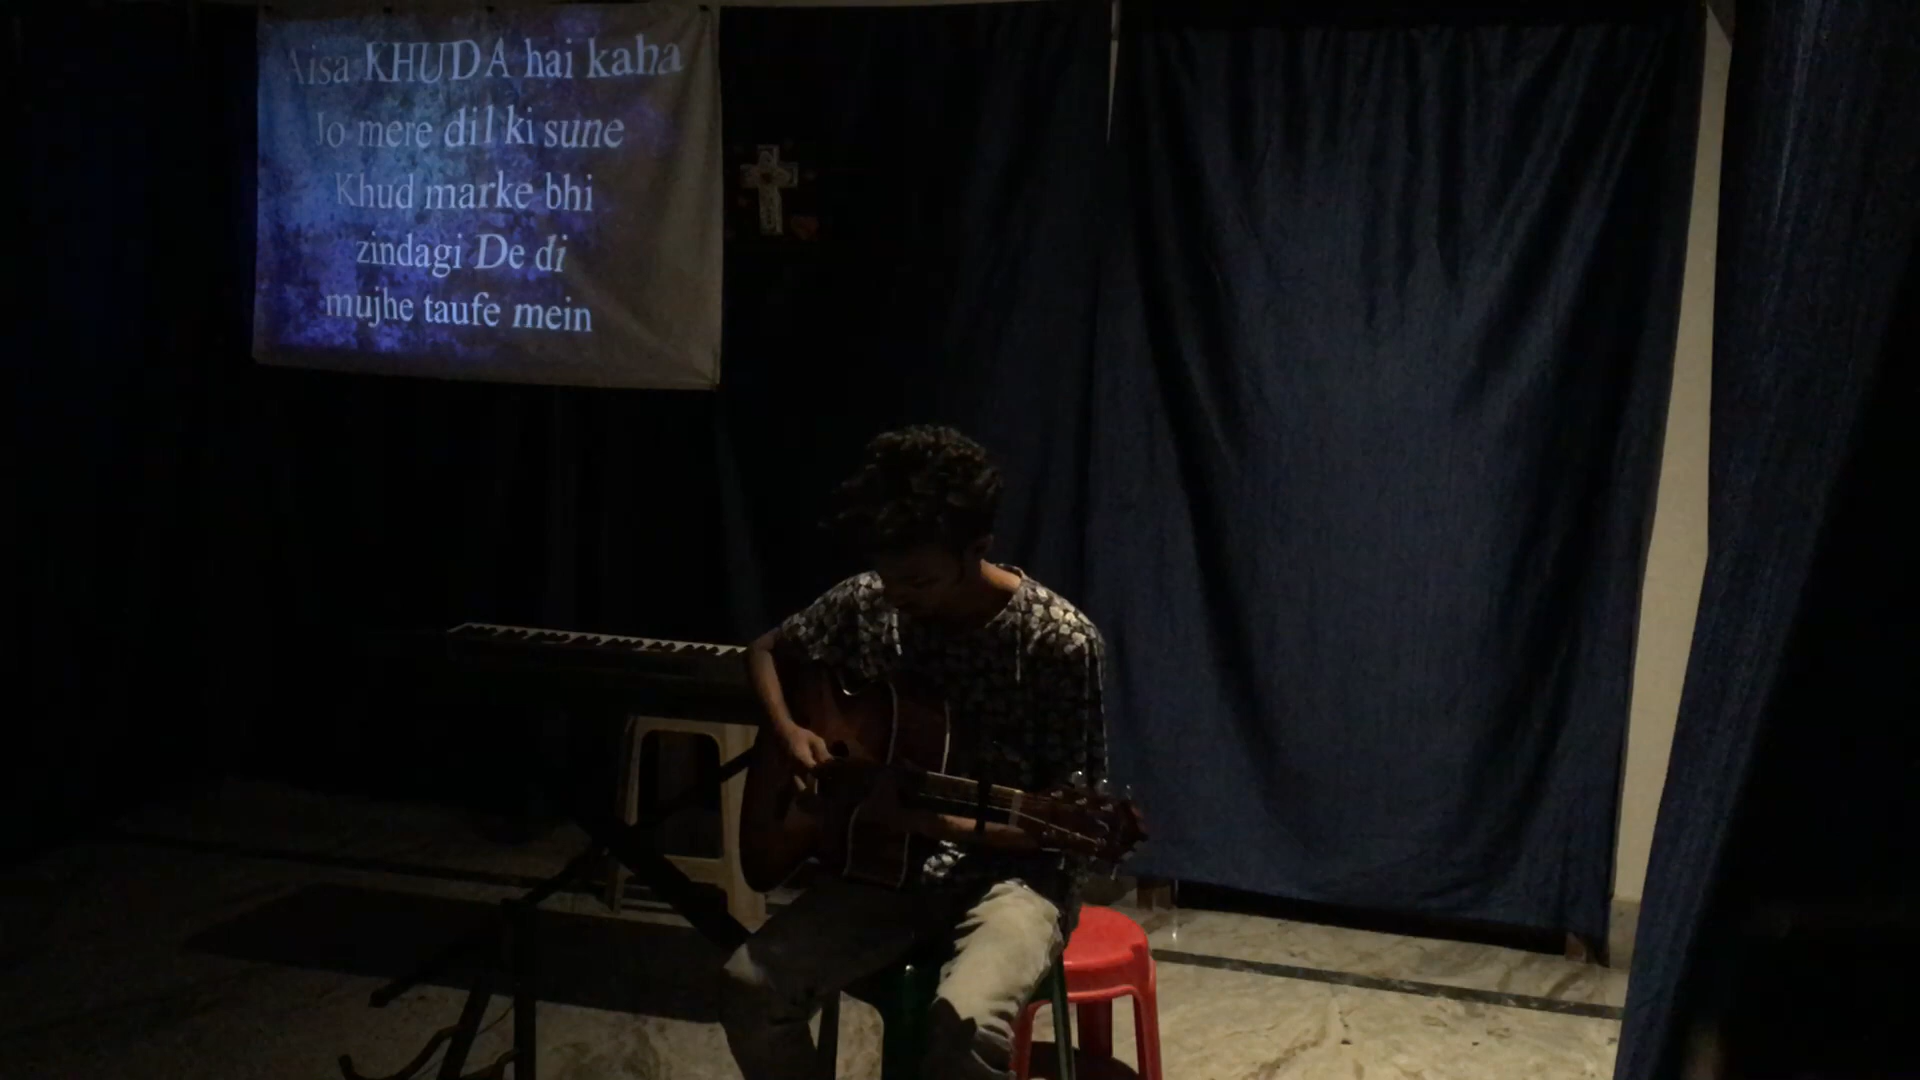 Aisa KHUDA hai kaha
Jo mere dil ki sune
Khud marke bhi
zindagi De di
mujhe taufe mein